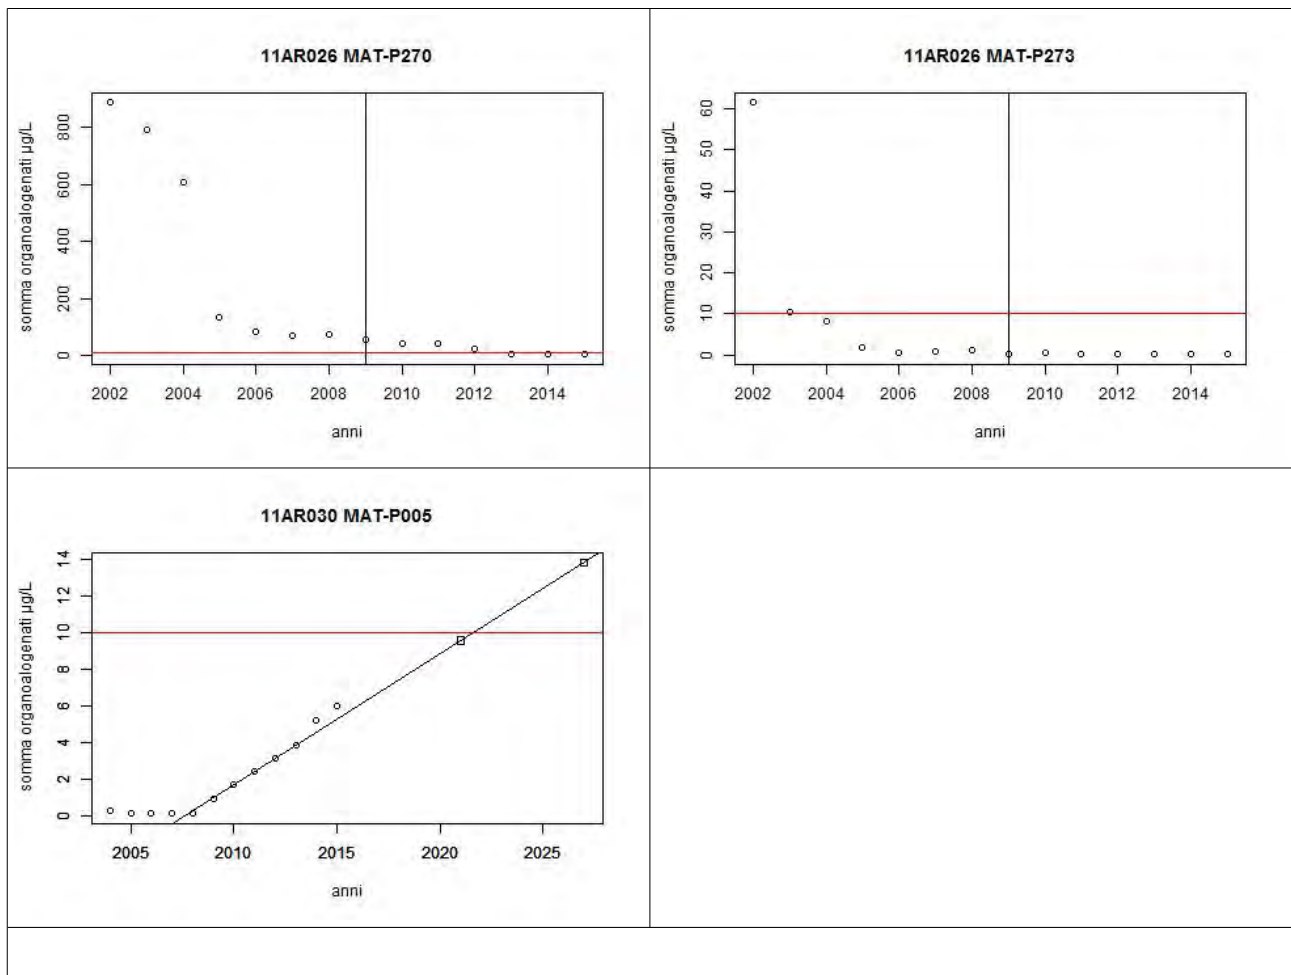 11AR026 MAT-P270
somma organoalogenati µg/L
800
600
400
200
0
2002 2004 2006 2008 2010 2012 2014
anni
11AR026 MAT-P273
somma organoalogenati µg/L
60
50
40
30
20
10
0
2002 2004 2006 2008 2010 2012 2014
anni
11AR030 MAT-P005
somma organoalogenati µg/L
14
12
10
8
6
4
2
0
2005 2010 2015 2020 2025
anni